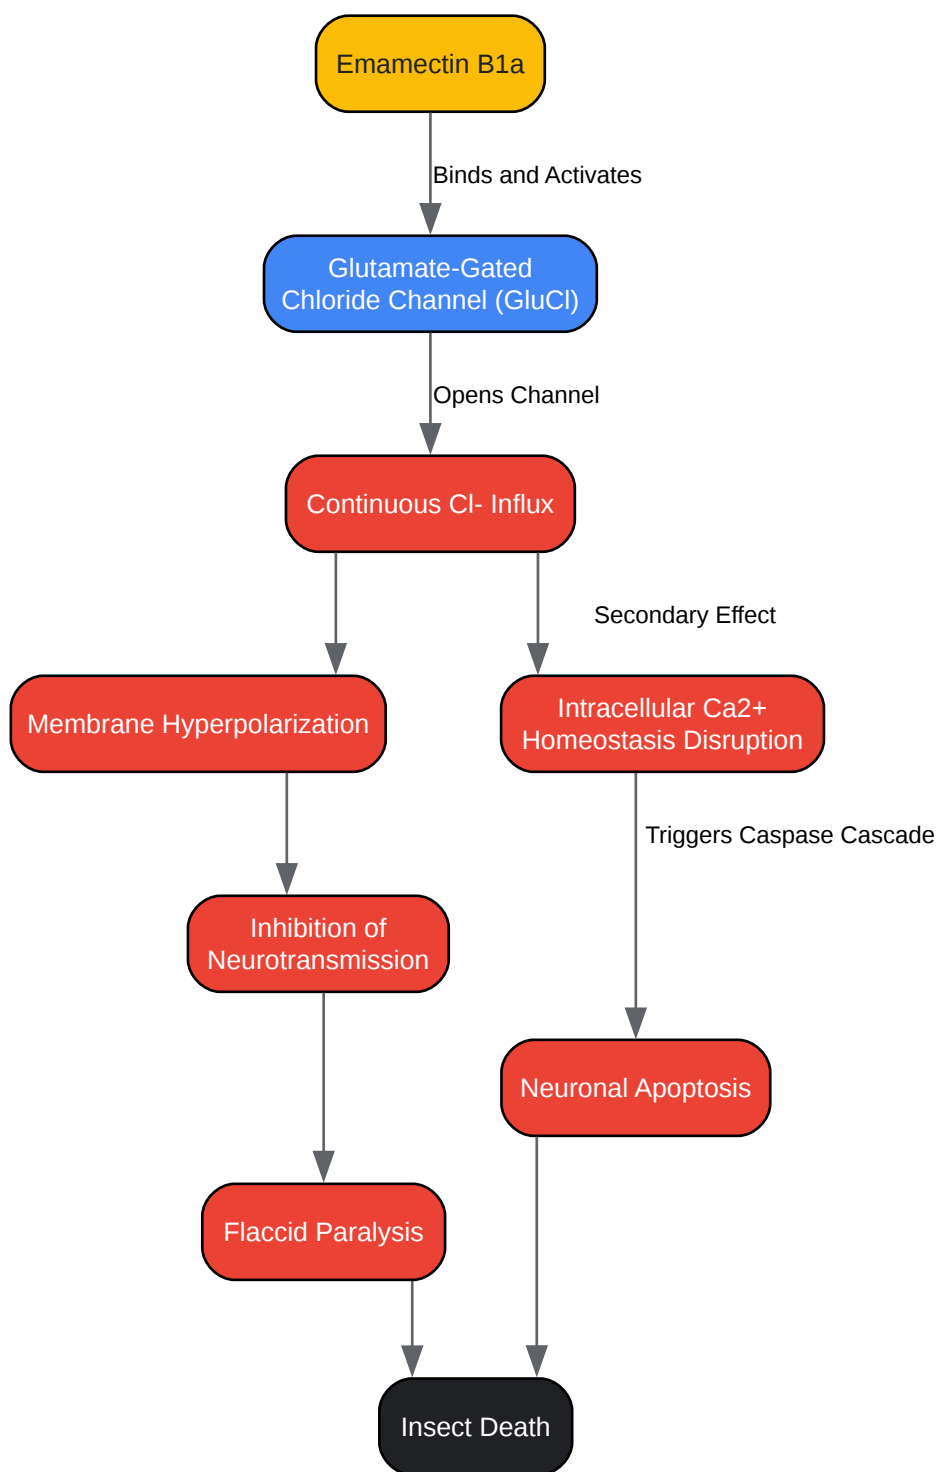 Emamectin B1a
Binds and Activates
Glutamate-Gated
Chloride Channel (GluCl)
Opens Channel
Continuous Cl- Influx
Secondary Effect
Membrane Hyperpolarization
Intracellular Ca2+
Homeostasis Disruption
Triggers Caspase Cascade
Inhibition of
Neurotransmission
Neuronal Apoptosis
Flaccid Paralysis
Insect Death